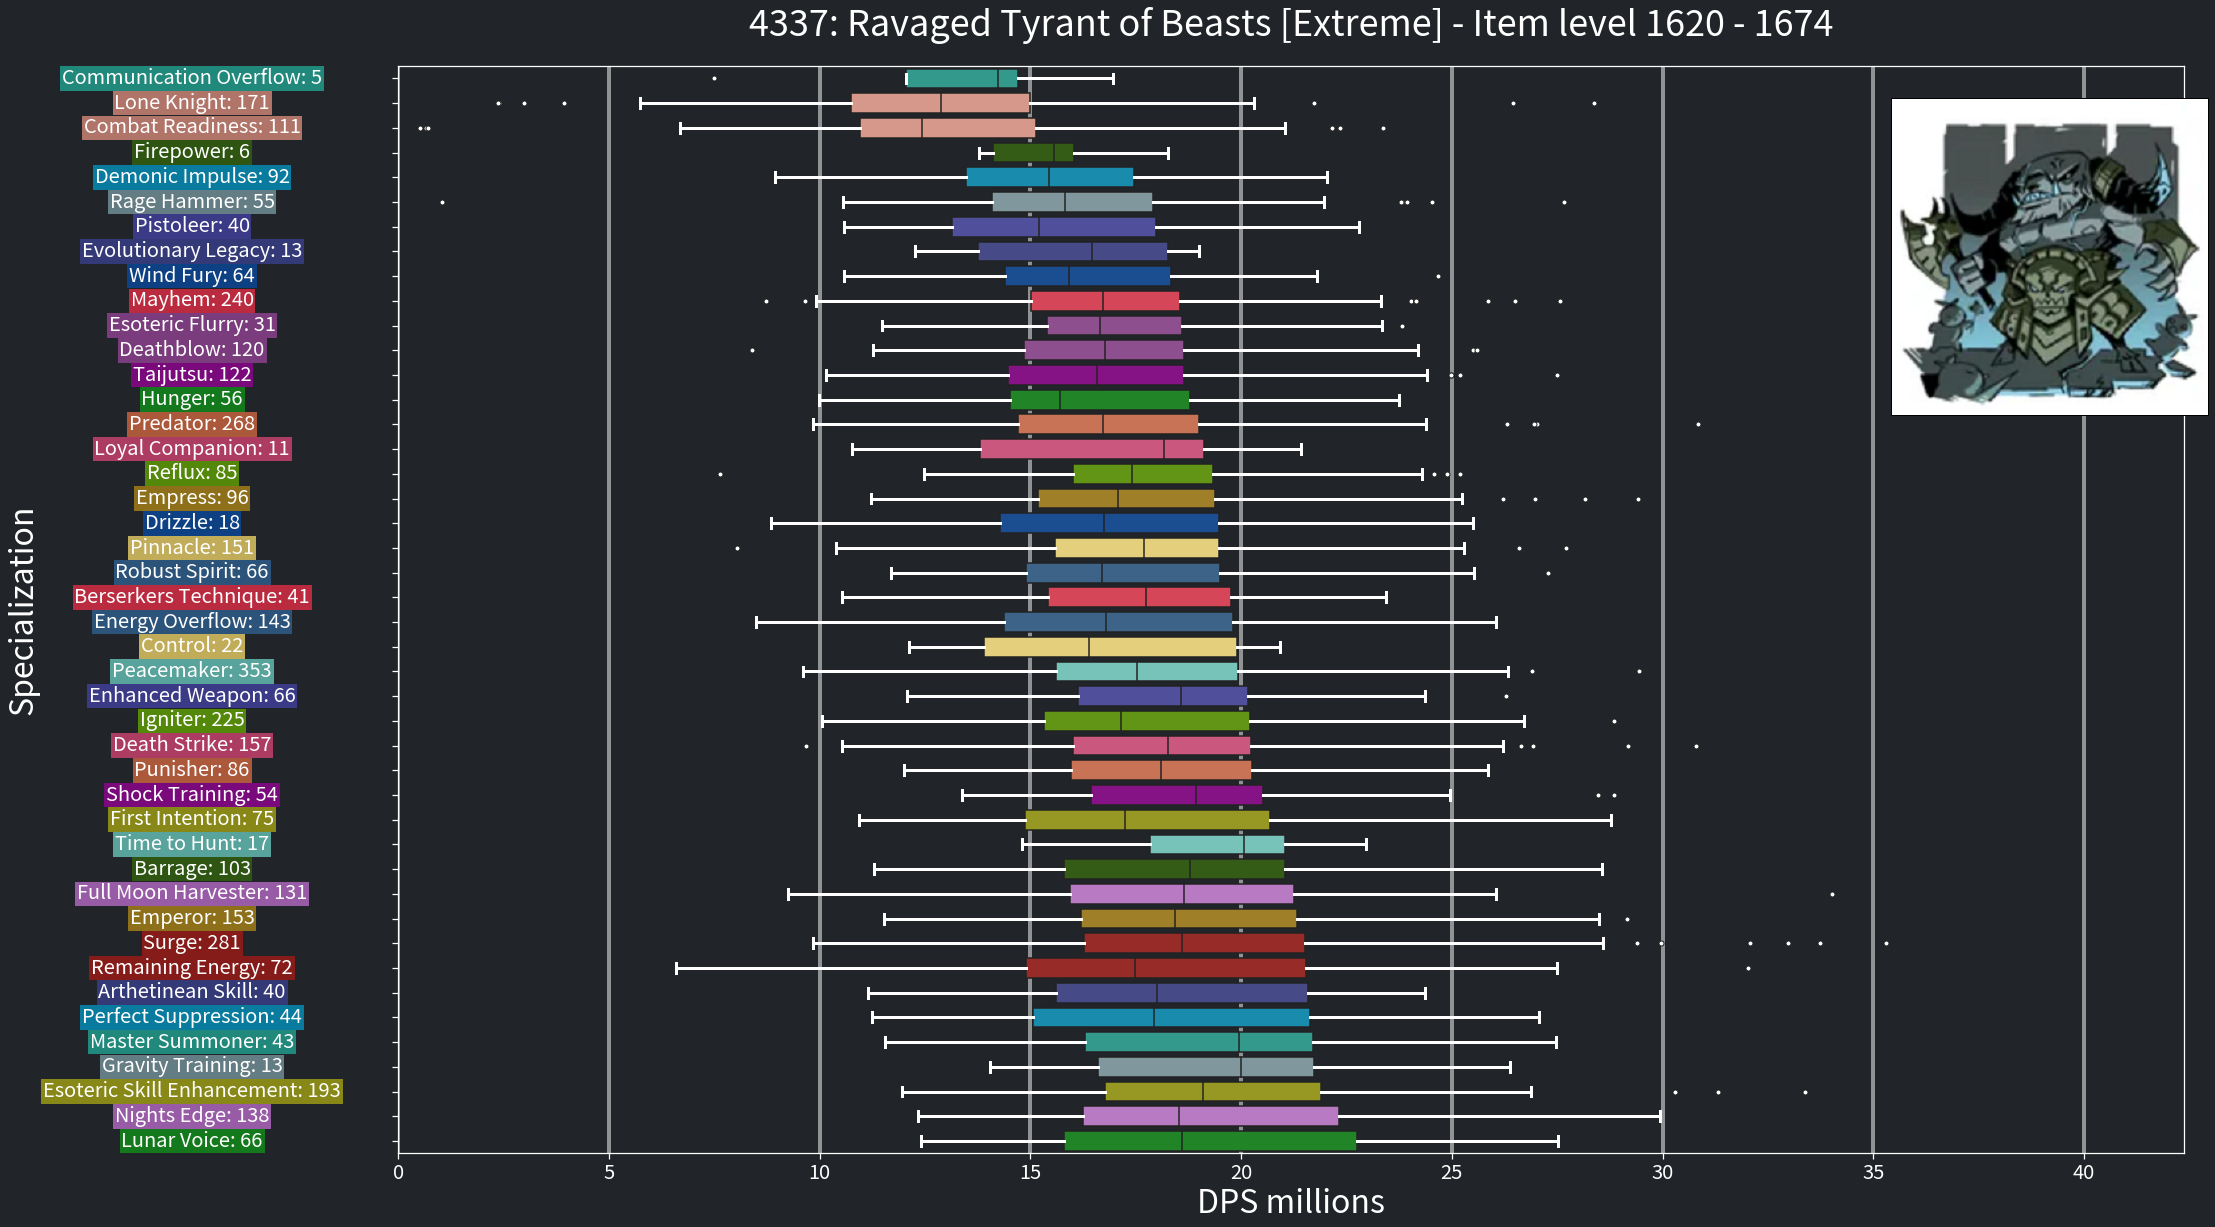 4337: Ravaged Tyrant of Beasts [Extreme] - Item level 1620 - 1674
Communication Overflow: 5
Lone Knight: 171
Combat Readiness: 111
Firepower: 6
Demonic Impulse: 92
Rage Hammer: 55
Pistoleer: 40
Evolutionary Legacy: 13
Wind Fury: 64
Mayhem: 240
Esoteric Flurry: 31
Deathblow: 120
Taijutsu: 122
Hunger: 56
Predator: 268
Loyal Companion: 11
Reflux: 85
Empress: 96
Drizzle: 18
Pinnacle: 151
Robust Spirit: 66
Berserkers Technique: 41
Energy Overflow: 143
Control: 22
Peacemaker: 353
Enhanced Weapon: 66
Igniter: 225
Death Strike: 157
Punisher: 86
Shock Training: 54
First Intention: 75
Time to Hunt: 17
Barrage: 103
Full Moon Harvester: 131
Emperor: 153
Surge: 281
Remaining Energy: 72
Arthetinean Skill: 40
Perfect Suppression: 44
Master Summoner: 43
Gravity Training: 13
Esoteric Skill Enhancement: 193
Nights Edge: 138
Lunar Voice: 66
Specialization
0 5 10 15 20 25 30 35 40
DPS millions